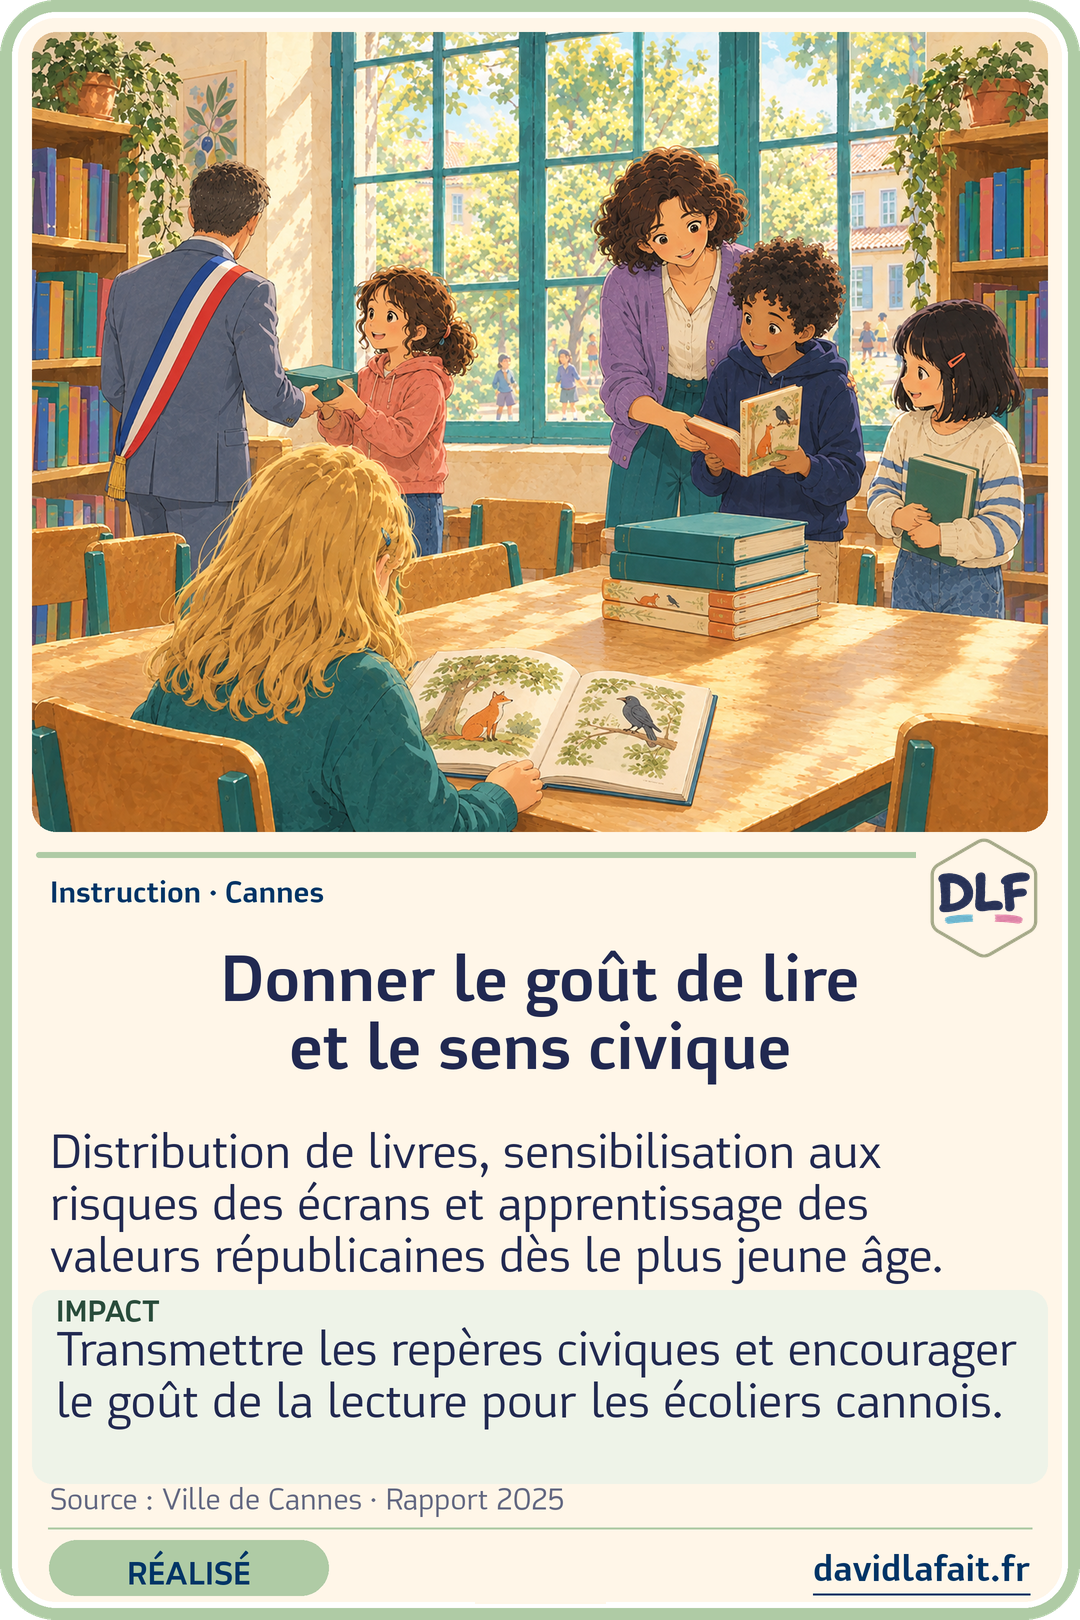 Instruction · Cannes
DLF
Donner le goût de lire
et le sens civique
Distribution de livres, sensibilisation aux
risques des écrans et apprentissage des
valeurs républicaines dès le plus jeune âge.
IMPACT
Transmettre les repères civiques et encourager
le goût de la lecture pour les écoliers cannois.
Source : Ville de Cannes · Rapport 2025
RÉALISÉ
davidlafait.fr